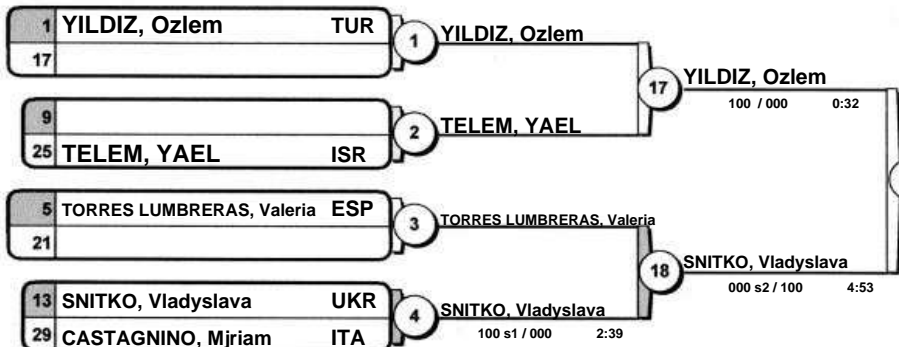 1 YILDIZ, Ozlem TUR
17
1
YILDIZ, Ozlem
9
25 TELEM, YAEL ISR
2
TELEM, YAEL
17
YILDIZ, Ozlem
100 / 000 0:32
5 TORRES LUMBRERAS, Valeria ESP
21
3
TORRES LUMBRERAS, Valeria
13 SNITKO, Vladyslava UKR
29 CASTAGNINO, Mjriam ITA
4
SNITKO, Vladyslava
100 s1 / 000 2:39
18
SNITKO, Vladyslava
000 s2 / 100 4:53